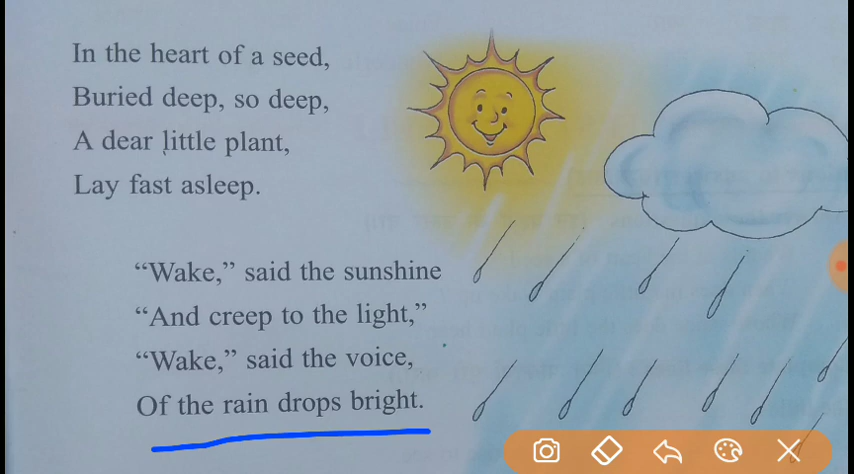 In the heart of a seed,
Buried deep, so deep,
A dear little plant,
Lay fast asleep.
“Wake,” said the sunshine
“And creep to the light,”
“Wake,” said the voice,
Of the rain drops bright.